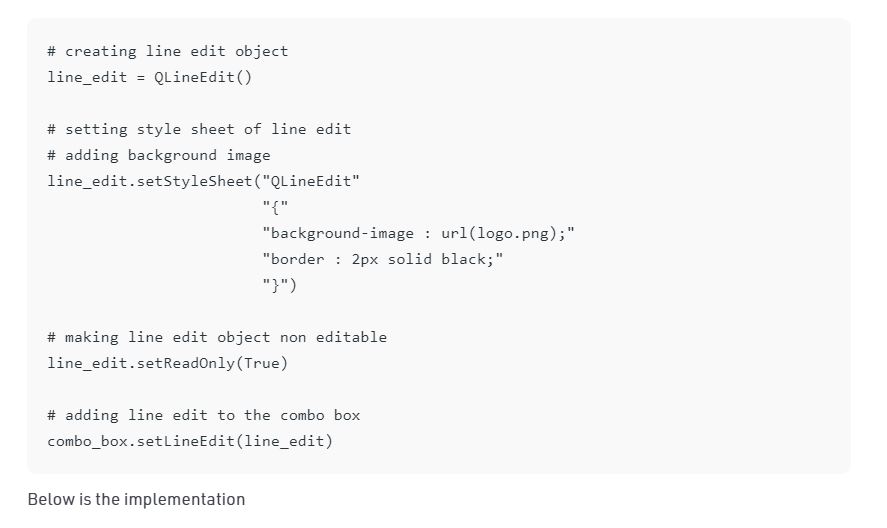 # creating line edit object
line_edit = QLineEdit()
# setting style sheet of line edit
# adding background image
line_edit.setStyleSheet("QLineEdit"
"{"
"background-image : url(logo.png);"
"border : 2px solid black;"
"}")
# making line edit object non editable
line_edit.setReadOnly(True)
# adding line edit to the combo box
combo_box.setLineEdit(line_edit)
Below is the implementation